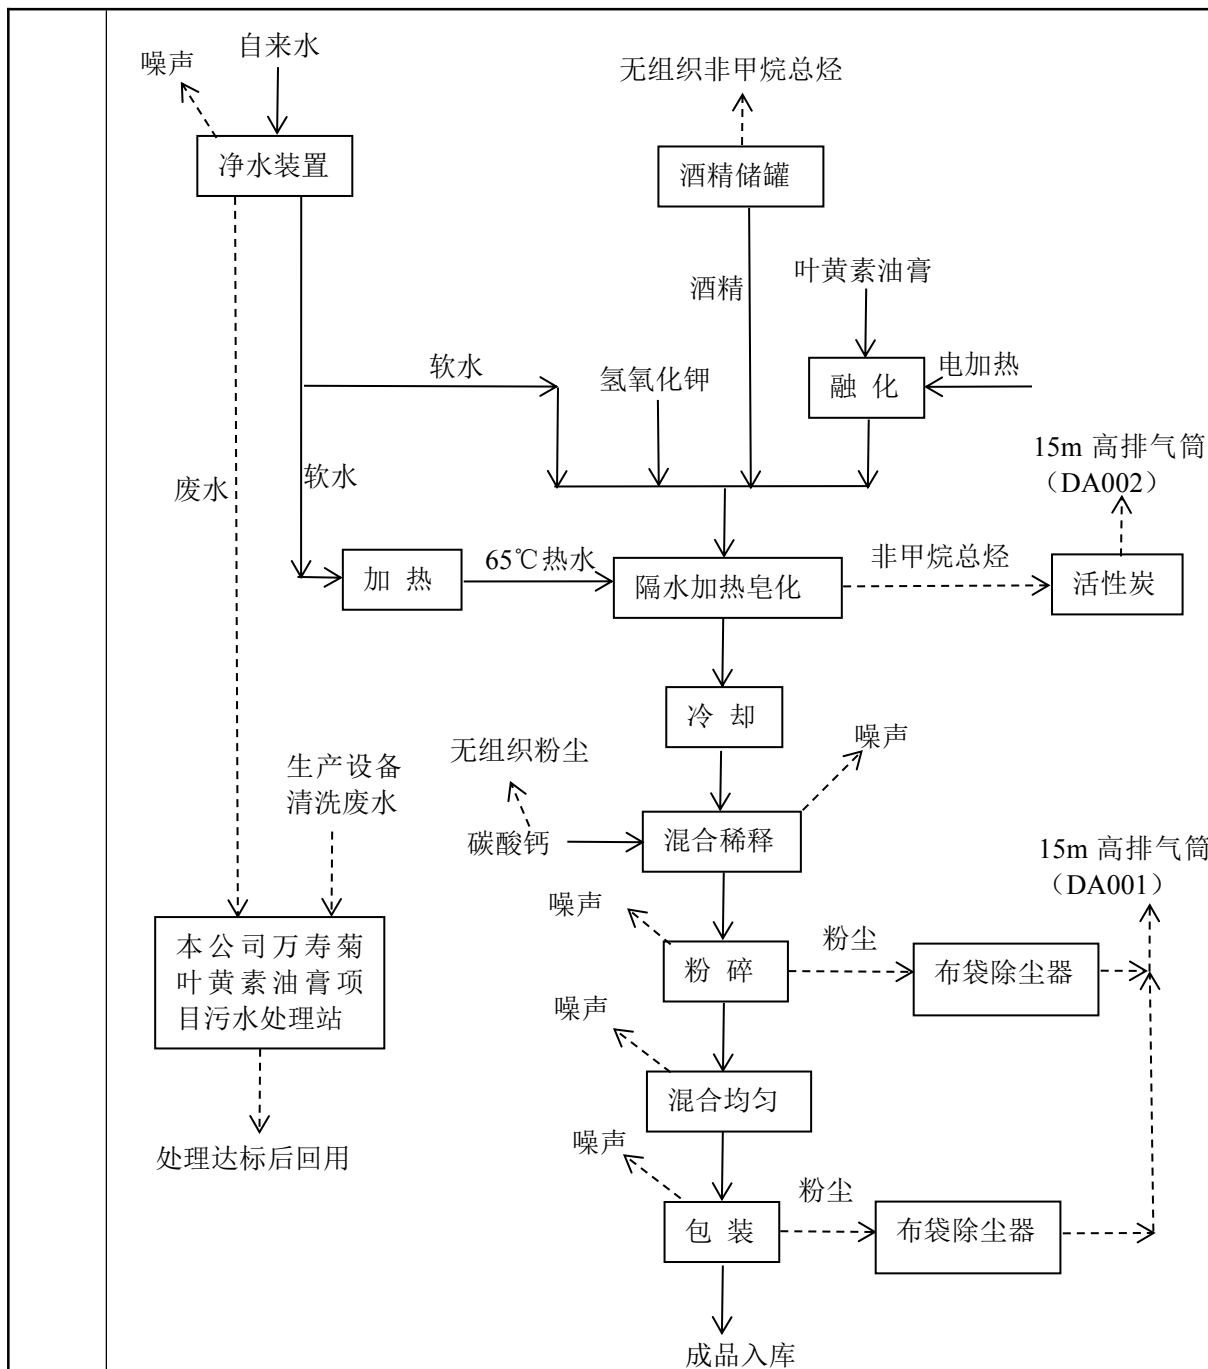 自来水
噪声
无组织非甲烷总烃
净水装置
酒精储罐
叶黄素油膏
酒精
软水
氢氧化钾
融 化
电加热
15m 高排气筒
（DA002）
废水
软水
加 热
65℃热水
隔水加热皂化
非甲烷总烃
活性炭
冷 却
噪声
无组织粉尘
生产设备
清洗废水
碳酸钙
混合稀释
15m 高排气筒
（DA001）
噪声
粉尘
本公司万寿菊
叶黄素油膏项
目污水处理站
粉 碎
布袋除尘器
噪声
混合均匀
噪声
处理达标后回用
粉尘
包 装
布袋除尘器
成品入库